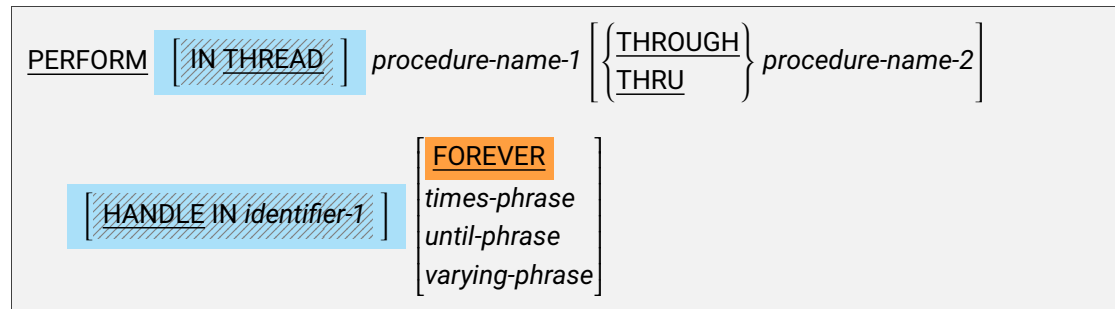 PERFORM [ IN THREAD ] procedure-name-1 [ { THROUGH
THRU } procedure-name-2 ]
[ HANDLE IN identifier-1 ] [ FOREVER
times-phrase
until-phrase
varying-phrase ]